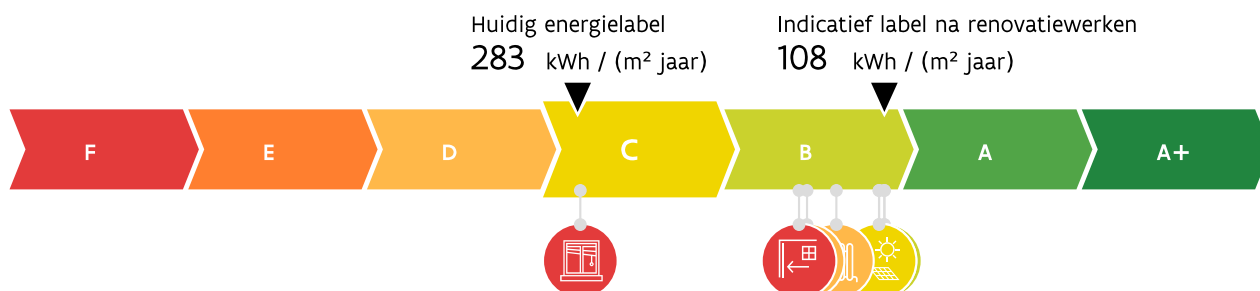 Huidig energielabel
283 kWh / (m² jaar)
Indicatief label na renovatiewerken
108 kWh / (m² jaar)
F E D C B A A+